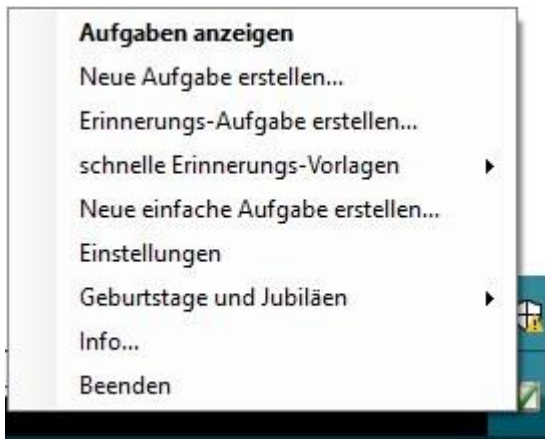 Aufgaben anzeigen
Neue Aufgabe erstellen...
Erinnerungs-Aufgabe erstellen...
schnelle Erinnerungs-Vorlagen
Neue einfache Aufgabe erstellen...
Einstellungen
Geburtstage und Jubiläen
Info...
Beenden